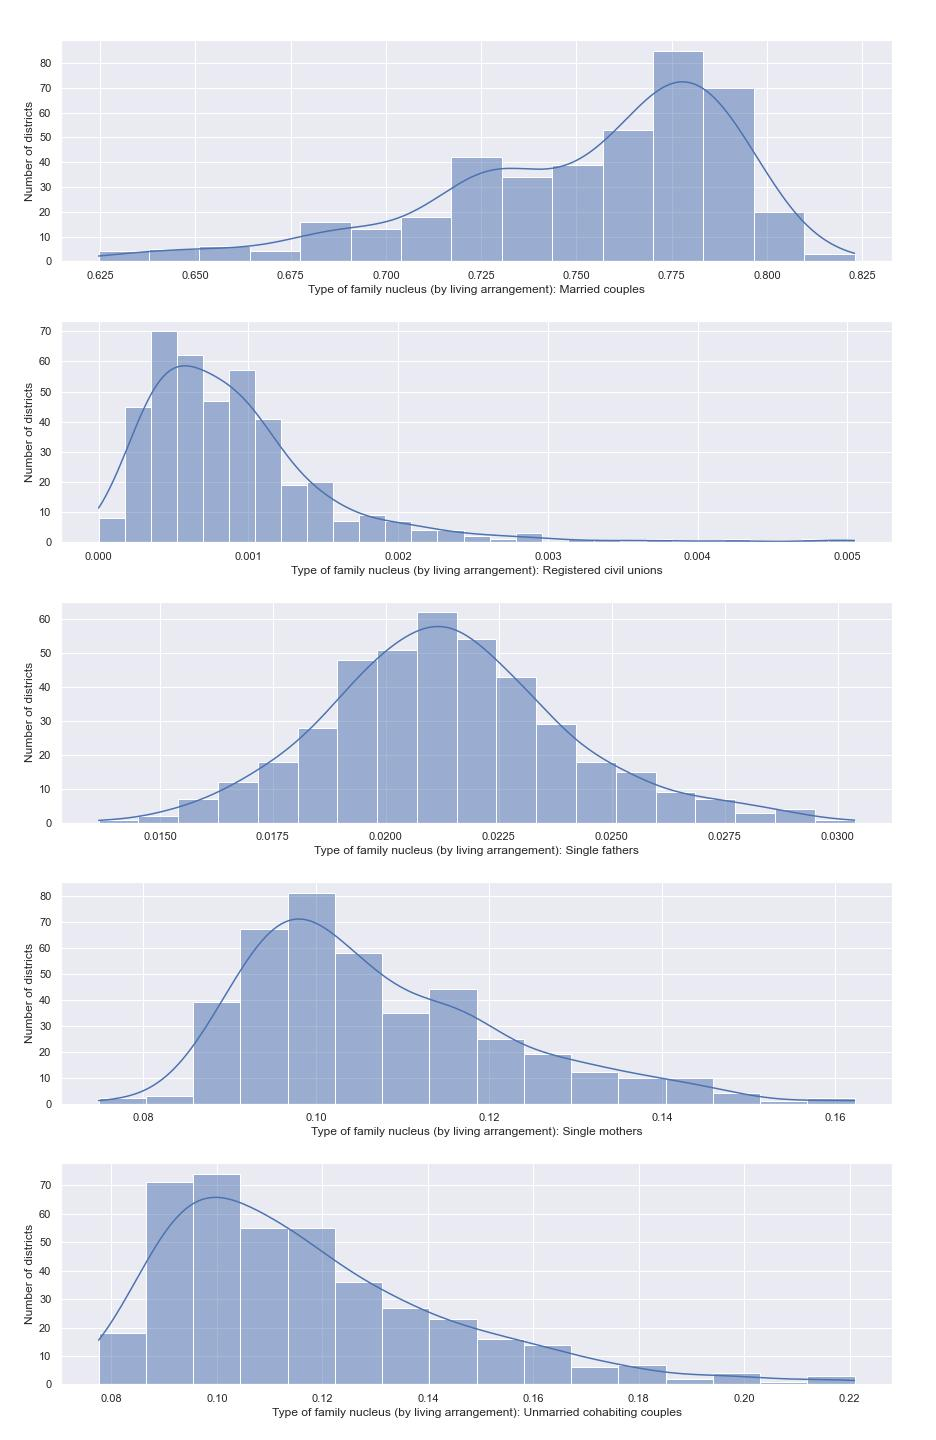 80
70
60
50
40
30
20
10
0
Number of districts
0.625 0.650 0.675 0.700 0.725 0.750 0.775 0.800 0.825
Type of family nucleus (by living arrangement): Married couples
70
60
50
40
30
20
10
0
Number of districts
0.000 0.001 0.002 0.003 0.004 0.005
Type of family nucleus (by living arrangement): Registered civil unions
60
50
40
30
20
10
0
Number of districts
0.0150 0.0175 0.0200 0.0225 0.0250 0.0275 0.0300
Type of family nucleus (by living arrangement): Single fathers
80
70
60
50
40
30
20
10
0
Number of districts
0.08 0.10 0.12 0.14 0.16
Type of family nucleus (by living arrangement): Single mothers
70
60
50
40
30
20
10
0
Number of districts
0.08 0.10 0.12 0.14 0.16 0.18 0.20 0.22
Type of family nucleus (by living arrangement): Unmarried cohabiting couples